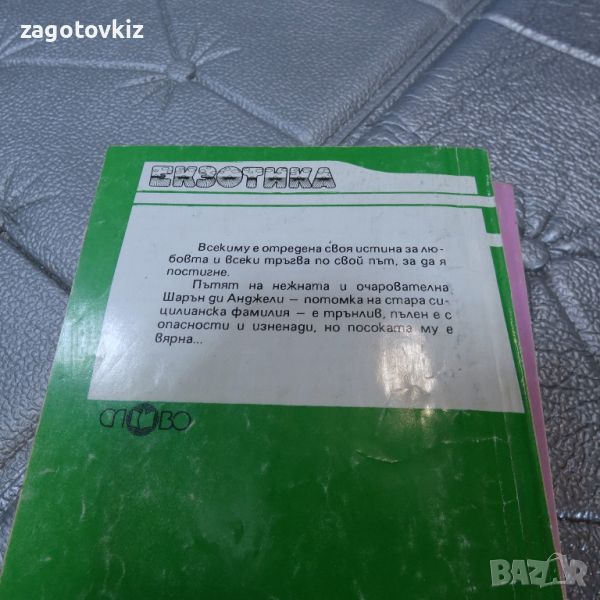 zagotovkiz
ЕКЗОТИКА
Всекиму е отредена своя истина за лю-
бовта и всеки тръгва по свой път, за да я
постигне.
Пътят на нежната и очарователна
Шарън ди Анджели – потомка на стара си-
цилианска фамилия – е трънлив, пълен е с
опасности и изненади, но посоката му е
вярна...
СЛОВО
BAZAR